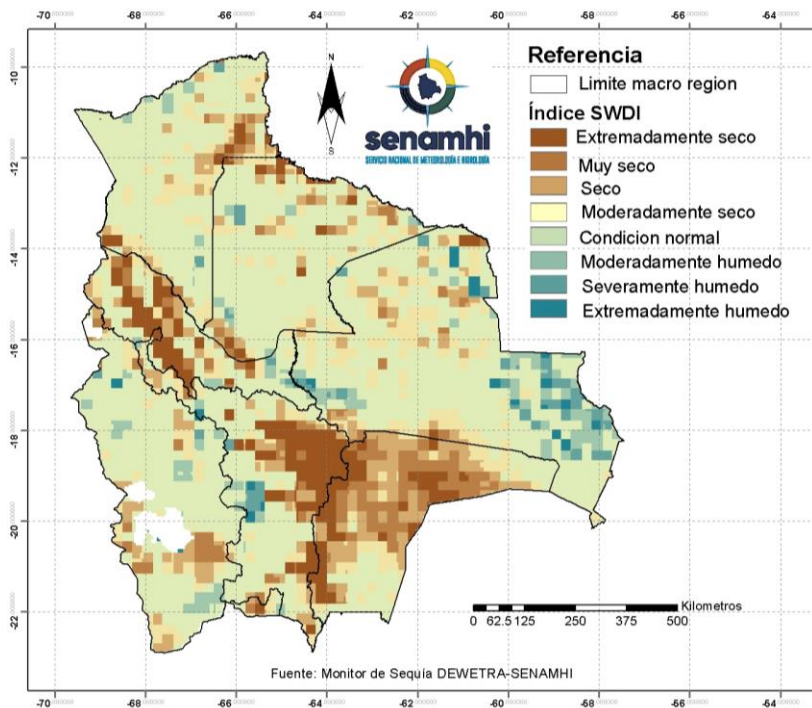 -70 -68 -66 -64 -62 -60 -58 -56 -64
-10
-12
-14
-16
-18
-20
-22
N
S
senamhi
SERVICIO NACIONAL DE METEOROLOGÍA E HIDROLOGÍA
Referencia
Limite macro region
Índice SWDI
Extremadamente seco
Muy seco
Seco
Moderadamente seco
Condicion normal
Moderadamente humedo
Severamente humedo
Extremadamente humedo
Kilometros
0 62.5 125 250 375 500
Fuente: Monitor de Sequía DEWETRA-SENAMHI
-70 -68 -66 -64 -62 -60 -58 -56 -64